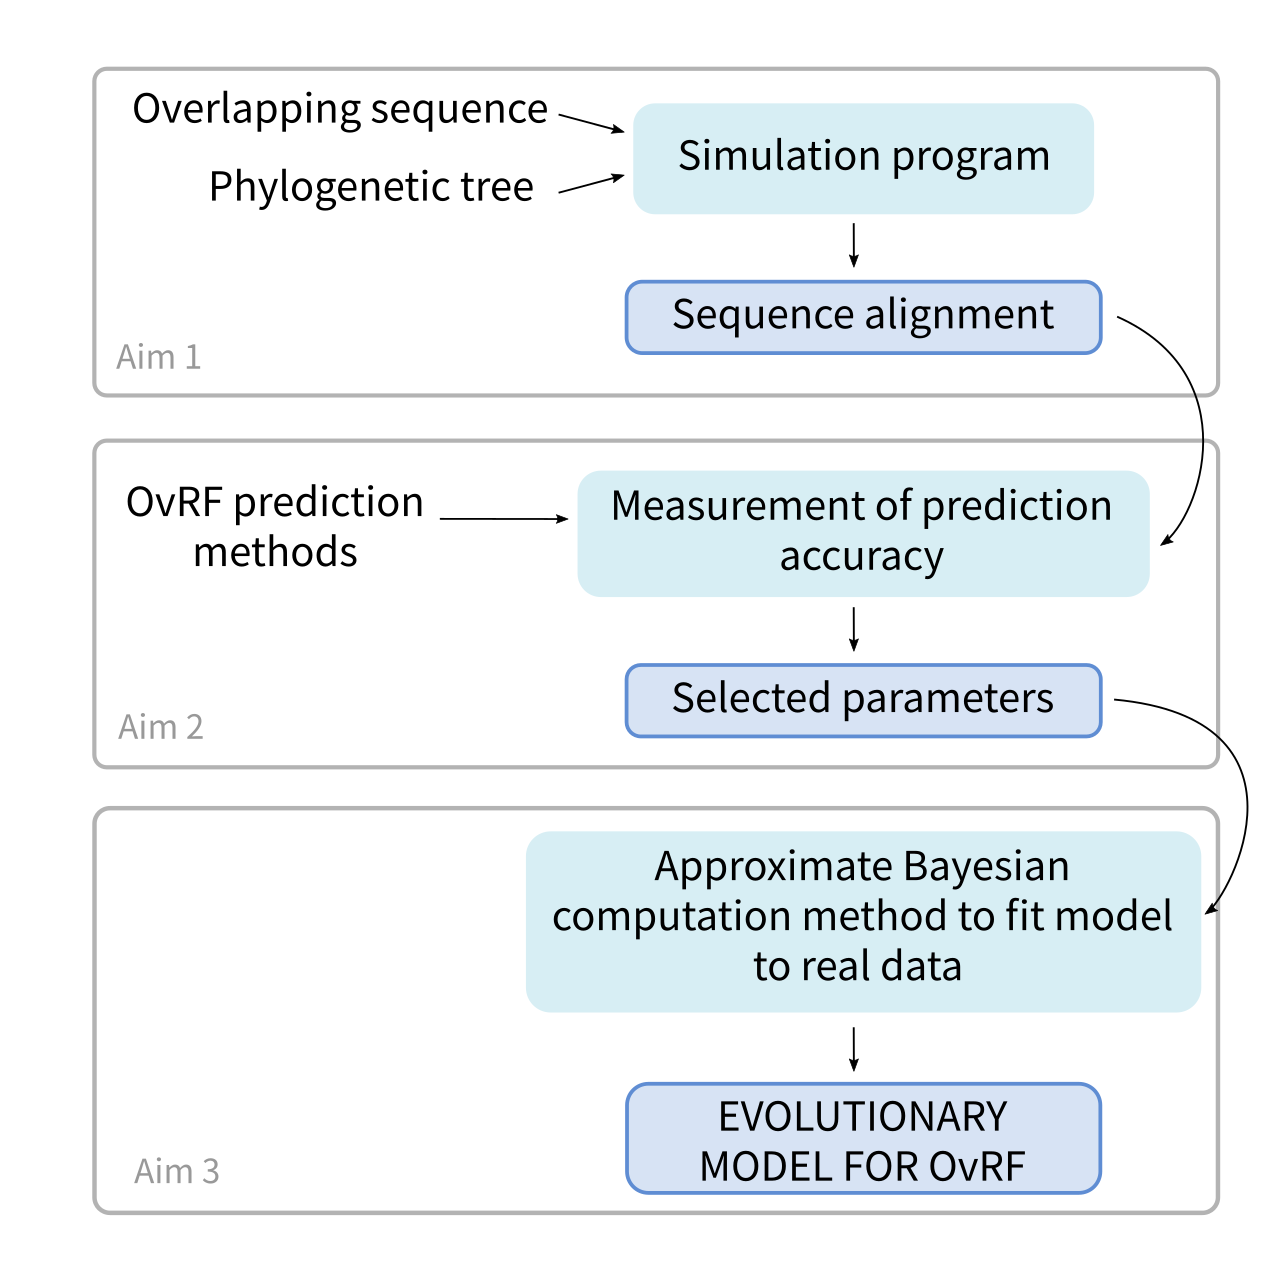 Overlapping sequence
Phylogenetic tree
Simulation program
Sequence alignment
Aim 1
OvRF prediction
methods
Measurement of prediction
accuracy
Selected parameters
Aim 2
Approximate Bayesian
computation method to fit model
to real data
EVOLUTIONARY
MODEL FOR OvRF
Aim 3